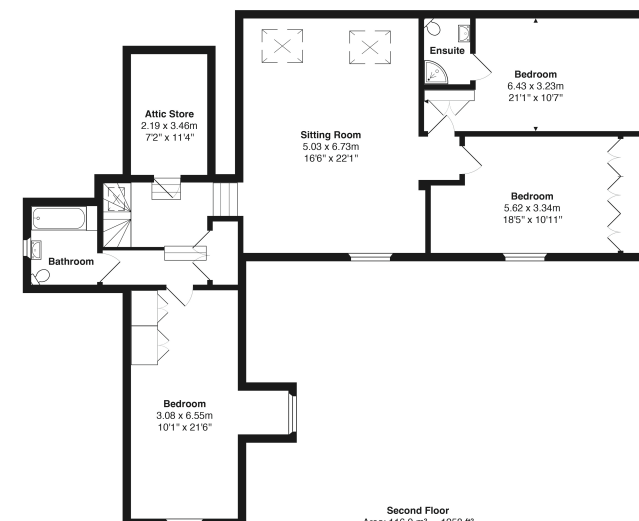 Ensuite
Bedroom
6.43 x 3.23m
21'1" x 10'7"
Attic Store
2.19 x 3.46m
7'2" x 11'4"
Sitting Room
5.03 x 6.73m
16'6" x 22'1"
Bedroom
5.62 x 3.34m
18'5" x 10'11"
Bathroom
Bedroom
3.08 x 6.55m
10'1" x 21'6"
Second Floor